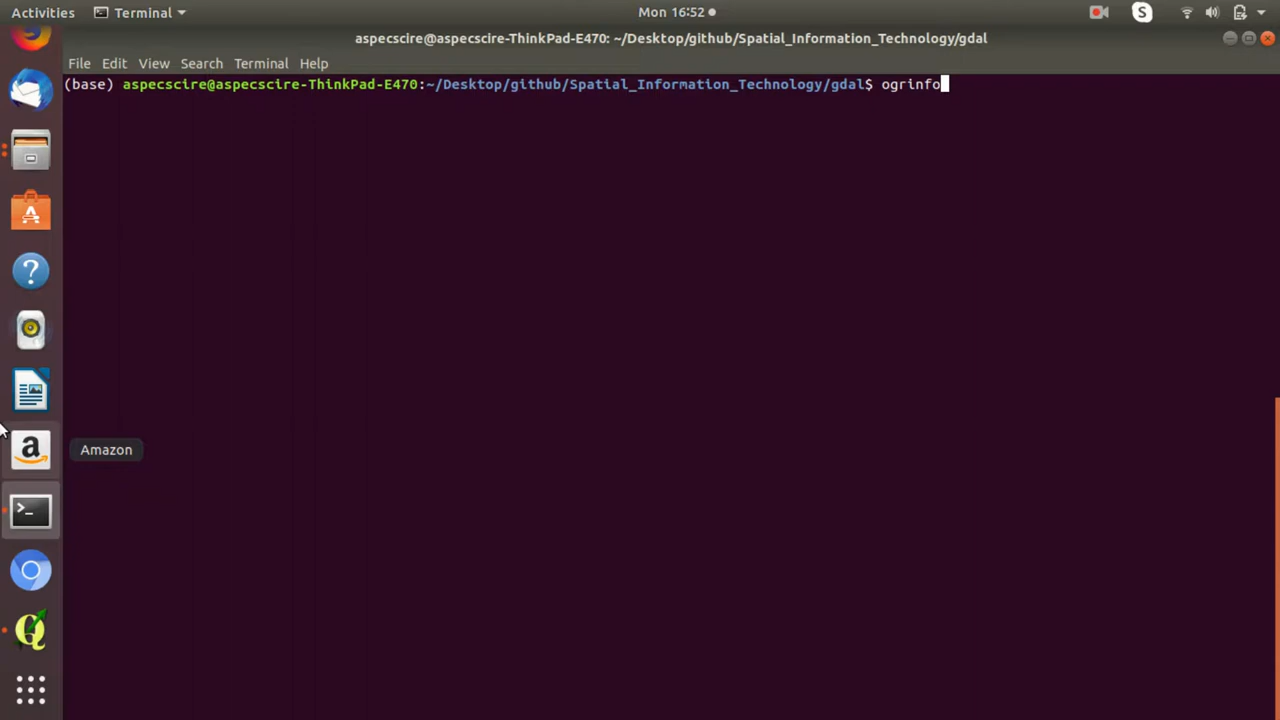 Activities Terminal Mon 16:52
aspecscire@aspecscire-ThinkPad-E470: ~/Desktop/github/Spatial_Information_Technology/gdal
File Edit View Search Terminal Help
(base) aspecscire@aspecscire-ThinkPad-E470:~/Desktop/github/Spatial_Information_Technology/gdal$ ogrinfo
Amazon